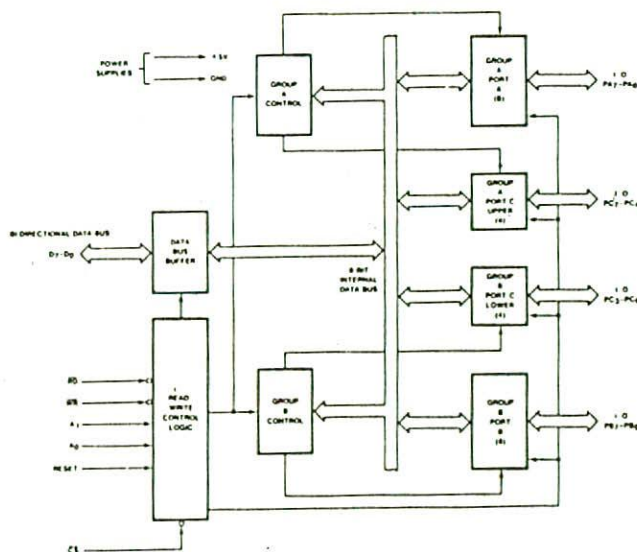 POWER
SUPPLIES
+5V
GND
GROUP
A
CONTROL
GROUP
A
PORT
A
(8)
I O
PA7-PA0
GROUP
A
PORT C
UPPER
(4)
I O
PC7-PC4
BIDIRECTIONAL DATA BUS
D7-D0
DATA
BUS
BUFFER
8 BIT
INTERNAL
DATA BUS
GROUP
B
PORT C
LOWER
(4)
I O
PC3-PC0
RD
WR
A1
A0
RESET
CS
READ
WRITE
CONTROL
LOGIC
GROUP
B
CONTROL
GROUP
B
PORT
B
(8)
I O
PB7-PB0